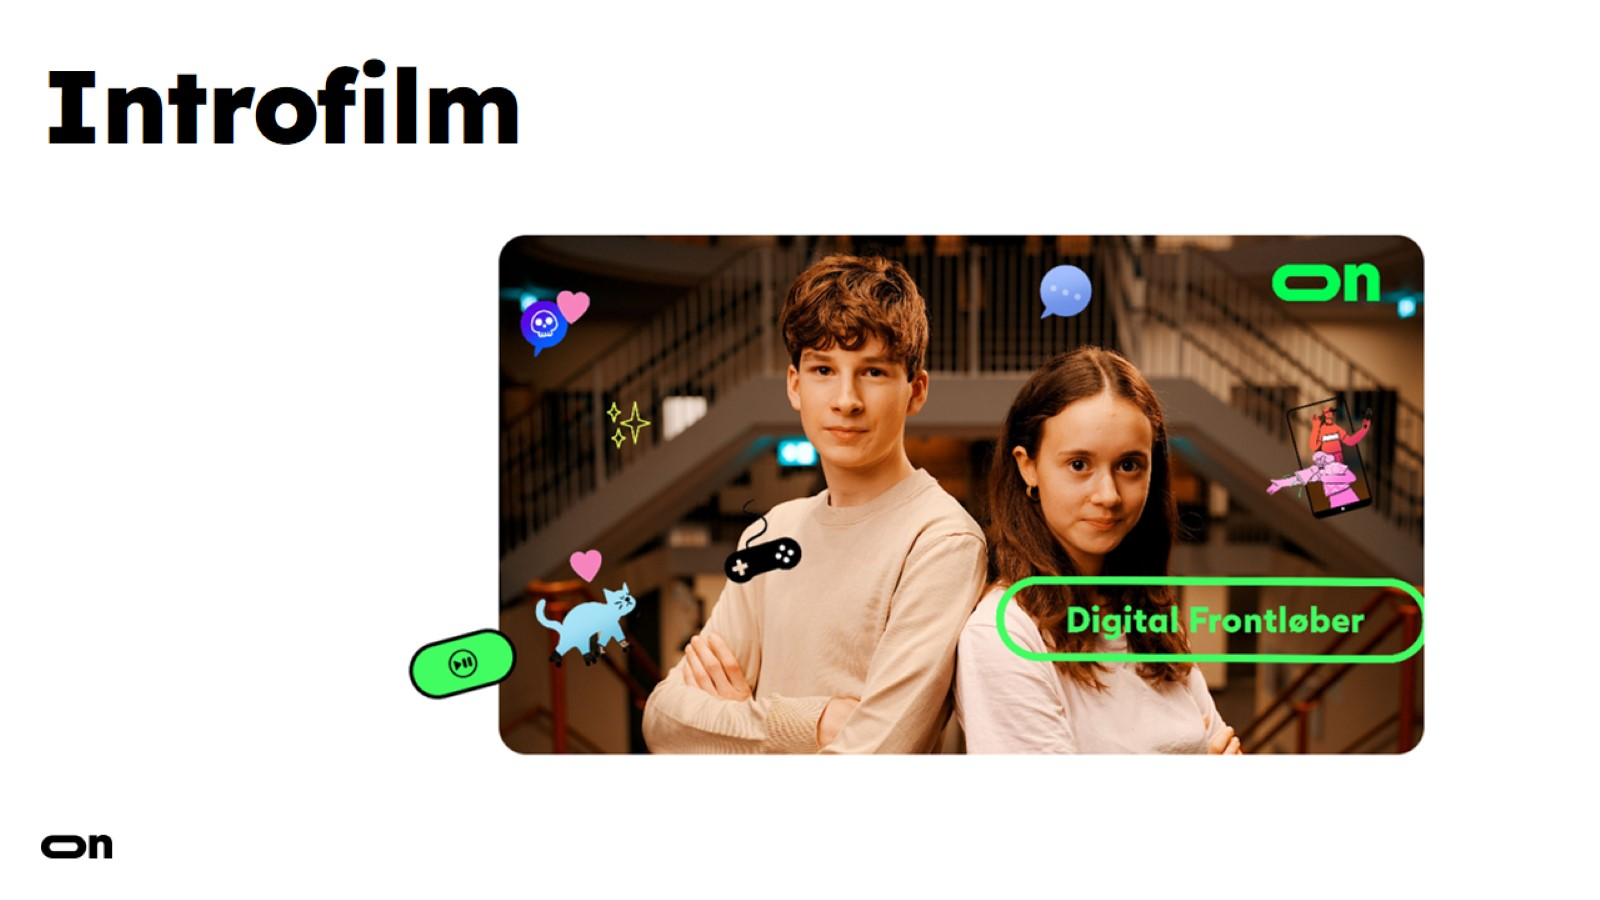 Introfilm
on
Digital Frontløber
on